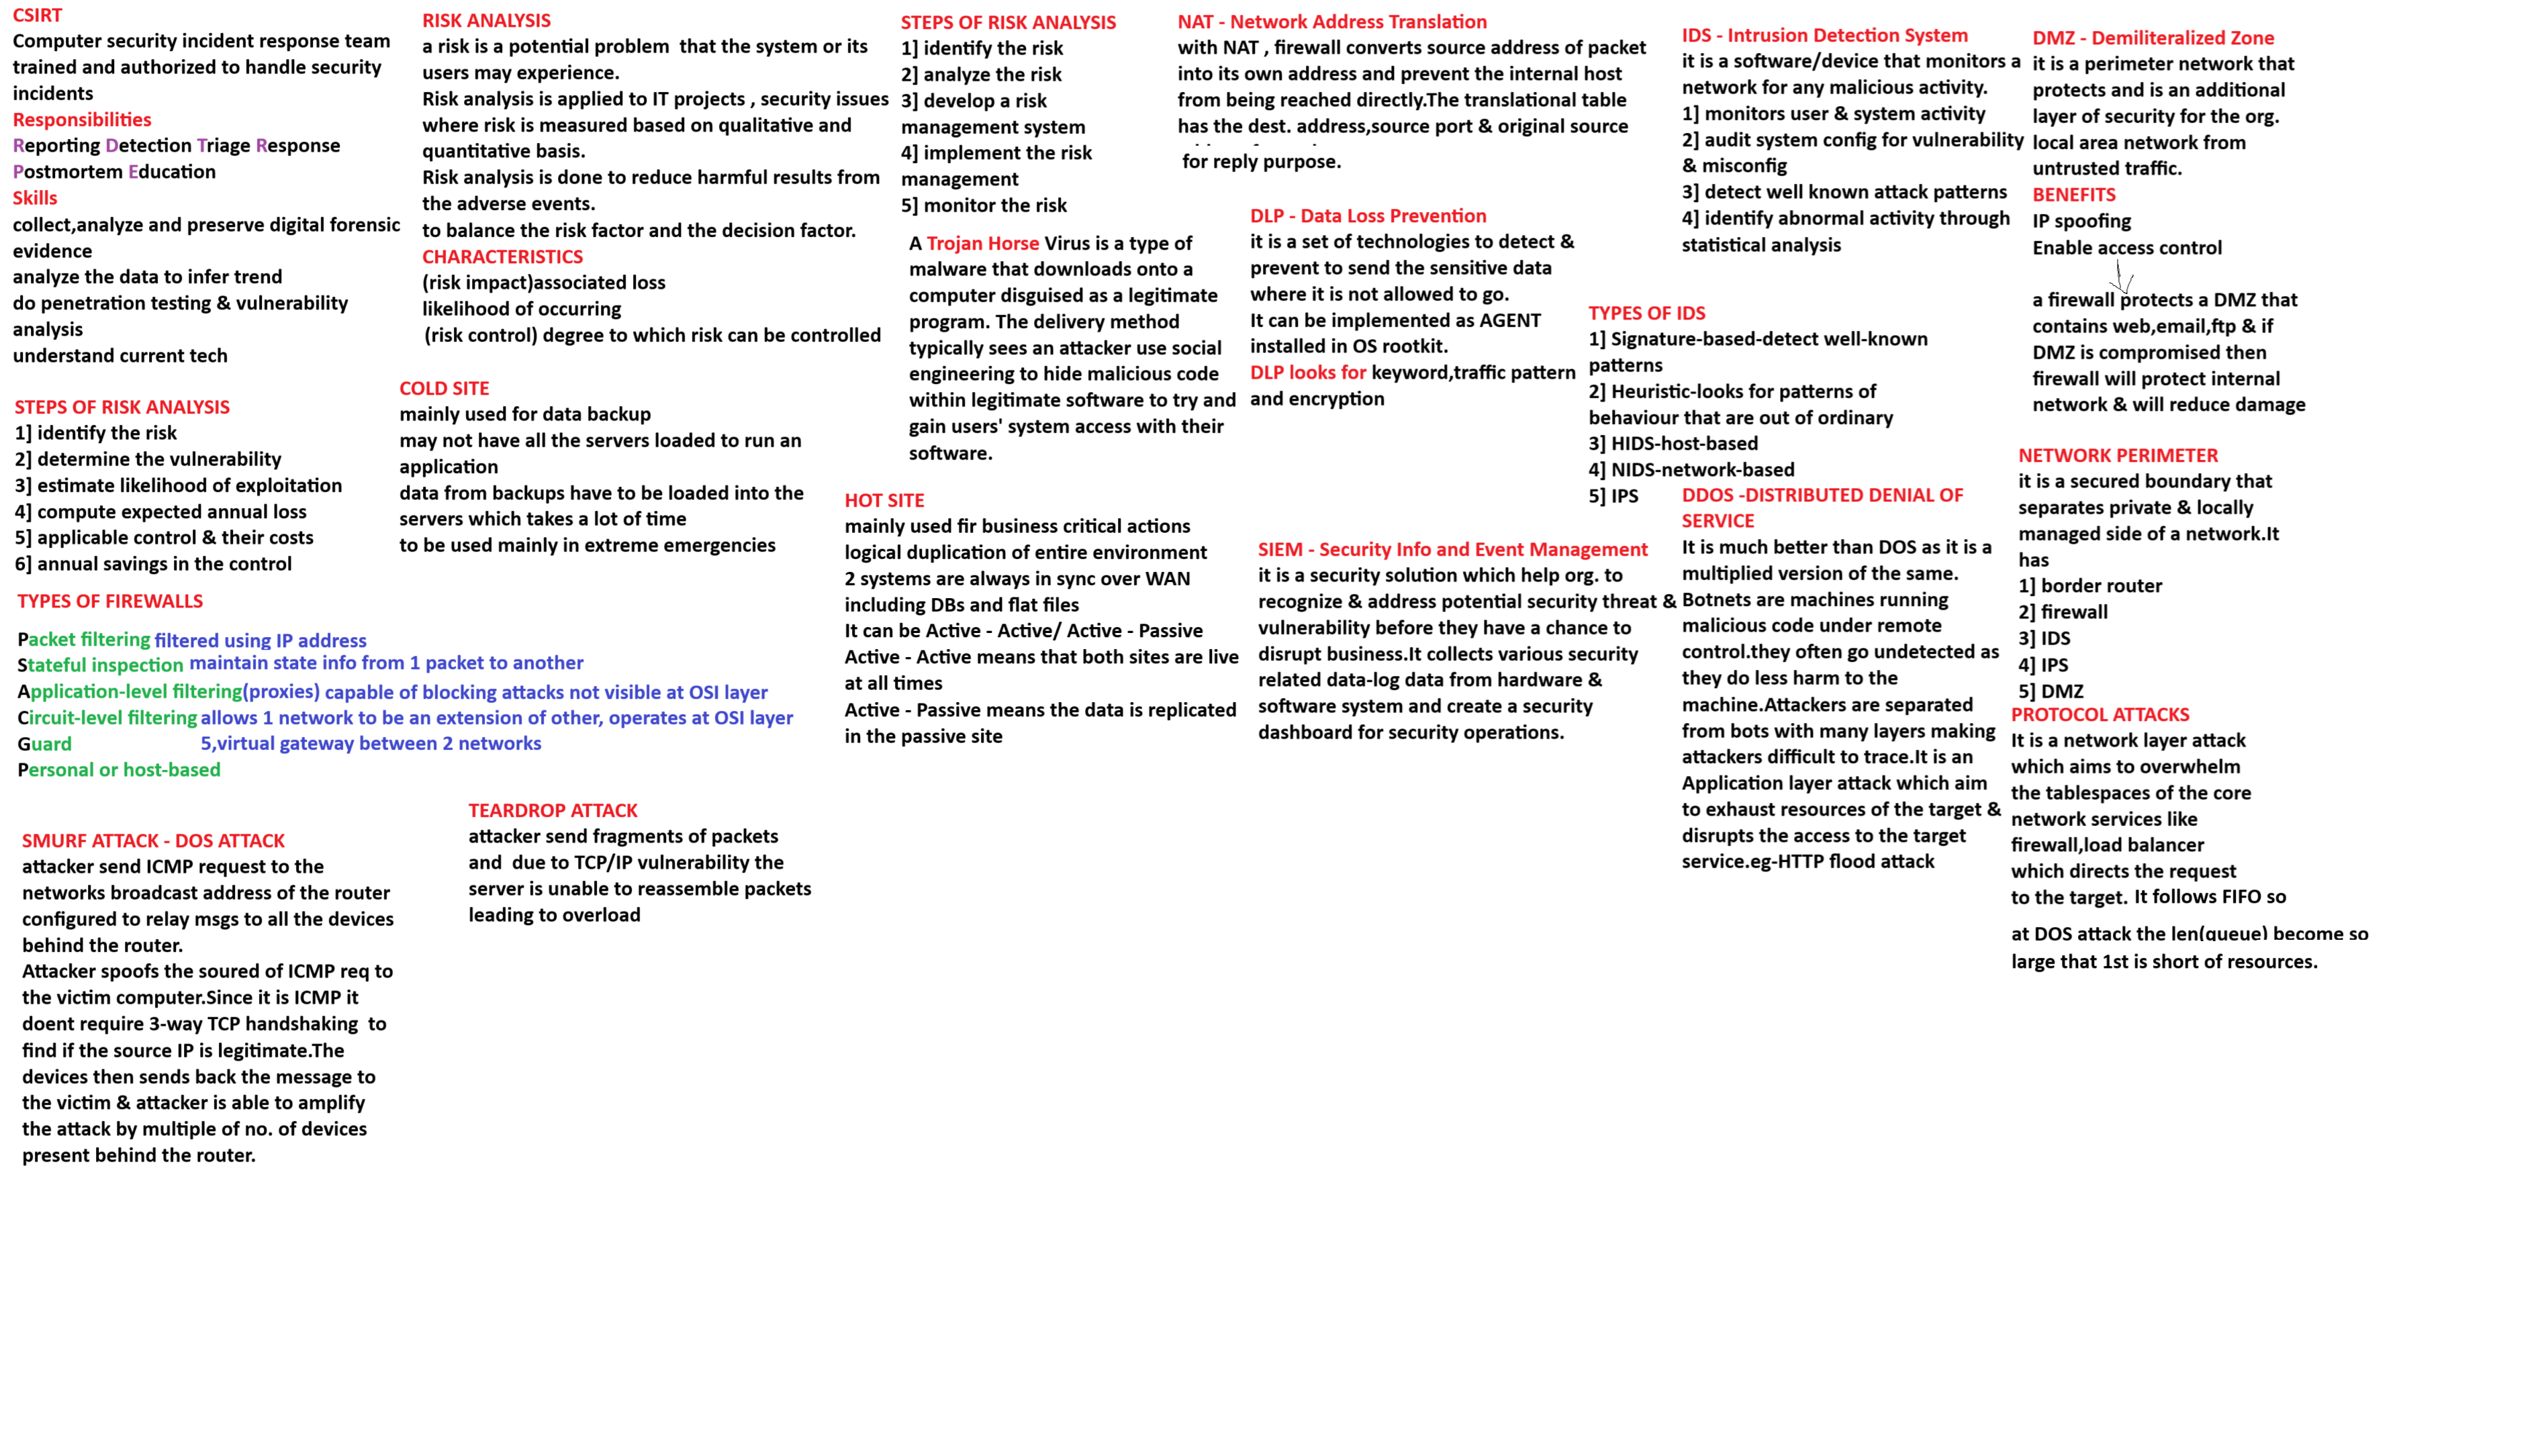 CSIRT
Computer security incident response team
trained and authorized to handle security
incidents
Responsibilities
Reporting Detection Triage Response
Postmortem Education
Skills
collect,analyze and preserve digital forensic
evidence
analyze the data to infer trend
do penetration testing & vulnerability
analysis
understand current tech
STEPS OF RISK ANALYSIS
1] identify the risk
2] determine the vulnerability
3] estimate likelihood of exploitation
4] compute expected annual loss
5] applicable control & their costs
6] annual savings in the control
TYPES OF FIREWALLS
Packet filtering filtered using IP address
Stateful inspection maintain state info from 1 packet to another
Application-level filtering(proxies) capable of blocking attacks not visible at OSI layer
Circuit-level filtering allows 1 network to be an extension of other, operates at OSI layer
Guard 5,virtual gateway between 2 networks
Personal or host-based
SMURF ATTACK - DOS ATTACK
attacker send ICMP request to the
networks broadcast address of the router
configured to relay msgs to all the devices
behind the router.
Attacker spoofs the soured of ICMP req to
the victim computer.Since it is ICMP it
doent require 3-way TCP handshaking  to
find if the source IP is legitimate.The
devices then sends back the message to
the victim & attacker is able to amplify
the attack by multiple of no. of devices
present behind the router.
RISK ANALYSIS
a risk is a potential problem  that the system or its
users may experience.
Risk analysis is applied to IT projects , security issues
where risk is measured based on qualitative and
quantitative basis.
Risk analysis is done to reduce harmful results from
the adverse events.
to balance the risk factor and the decision factor.
CHARACTERISTICS
(risk impact)associated loss
likelihood of occurring
(risk control) degree to which risk can be controlled
COLD SITE
mainly used for data backup
may not have all the servers loaded to run an
application
data from backups have to be loaded into the
servers which takes a lot of time
to be used mainly in extreme emergencies
TEARDROP ATTACK
attacker send fragments of packets
and  due to TCP/IP vulnerability the
server is unable to reassemble packets
leading to overload
STEPS OF RISK ANALYSIS
1] identify the risk
2] analyze the risk
3] develop a risk
management system
4] implement the risk
management
5] monitor the risk
A Trojan Horse Virus is a type of
malware that downloads onto a
computer disguised as a legitimate
program. The delivery method
typically sees an attacker use social
engineering to hide malicious code
within legitimate software to try and
gain users' system access with their
software.
HOT SITE
mainly used fir business critical actions
logical duplication of entire environment
2 systems are always in sync over WAN
including DBs and flat files
It can be Active - Active/ Active - Passive
Active - Active means that both sites are live
at all times
Active - Passive means the data is replicated
in the passive site
NAT - Network Address Translation
with NAT , firewall converts source address of packet
into its own address and prevent the internal host
from being reached directly.The translational table
has the dest. address,source port & original source
for reply purpose.
DLP - Data Loss Prevention
it is a set of technologies to detect &
prevent to send the sensitive data
where it is not allowed to go.
It can be implemented as AGENT
installed in OS rootkit.
DLP looks for keyword,traffic pattern
and encryption
SIEM - Security Info and Event Management
it is a security solution which help org. to
recognize & address potential security threat &
vulnerability before they have a chance to
disrupt business.It collects various security
related data-log data from hardware &
software system and create a security
dashboard for security operations.
IDS - Intrusion Detection System
it is a software/device that monitors a
network for any malicious activity.
1] monitors user & system activity
2] audit system config for vulnerability
& misconfig
3] detect well known attack patterns
4] identify abnormal activity through
statistical analysis
TYPES OF IDS
1] Signature-based-detect well-known
patterns
2] Heuristic-looks for patterns of
behaviour that are out of ordinary
3] HIDS-host-based
4] NIDS-network-based
5] IPS
DDOS -DISTRIBUTED DENIAL OF
SERVICE
It is much better than DOS as it is a
multiplied version of the same.
Botnets are machines running
malicious code under remote
control.they often go undetected as
they do less harm to the
machine.Attackers are separated
from bots with many layers making
attackers difficult to trace.It is an
Application layer attack which aim
to exhaust resources of the target &
disrupts the access to the target
service.eg-HTTP flood attack
DMZ - Demiliteralized Zone
it is a perimeter network that
protects and is an additional
layer of security for the org.
local area network from
untrusted traffic.
BENEFITS
IP spoofing
Enable access control
a firewall protects a DMZ that
contains web,email,ftp & if
DMZ is compromised then
firewall will protect internal
network & will reduce damage
NETWORK PERIMETER
it is a secured boundary that
separates private & locally
managed side of a network.It
has
1] border router
2] firewall
3] IDS
4] IPS
5] DMZ
PROTOCOL ATTACKS
It is a network layer attack
which aims to overwhelm
the tablespaces of the core
network services like
firewall,load balancer
which directs the request
to the target. It follows FIFO so
at DOS attack the len(queue) become so
large that 1st is short of resources.